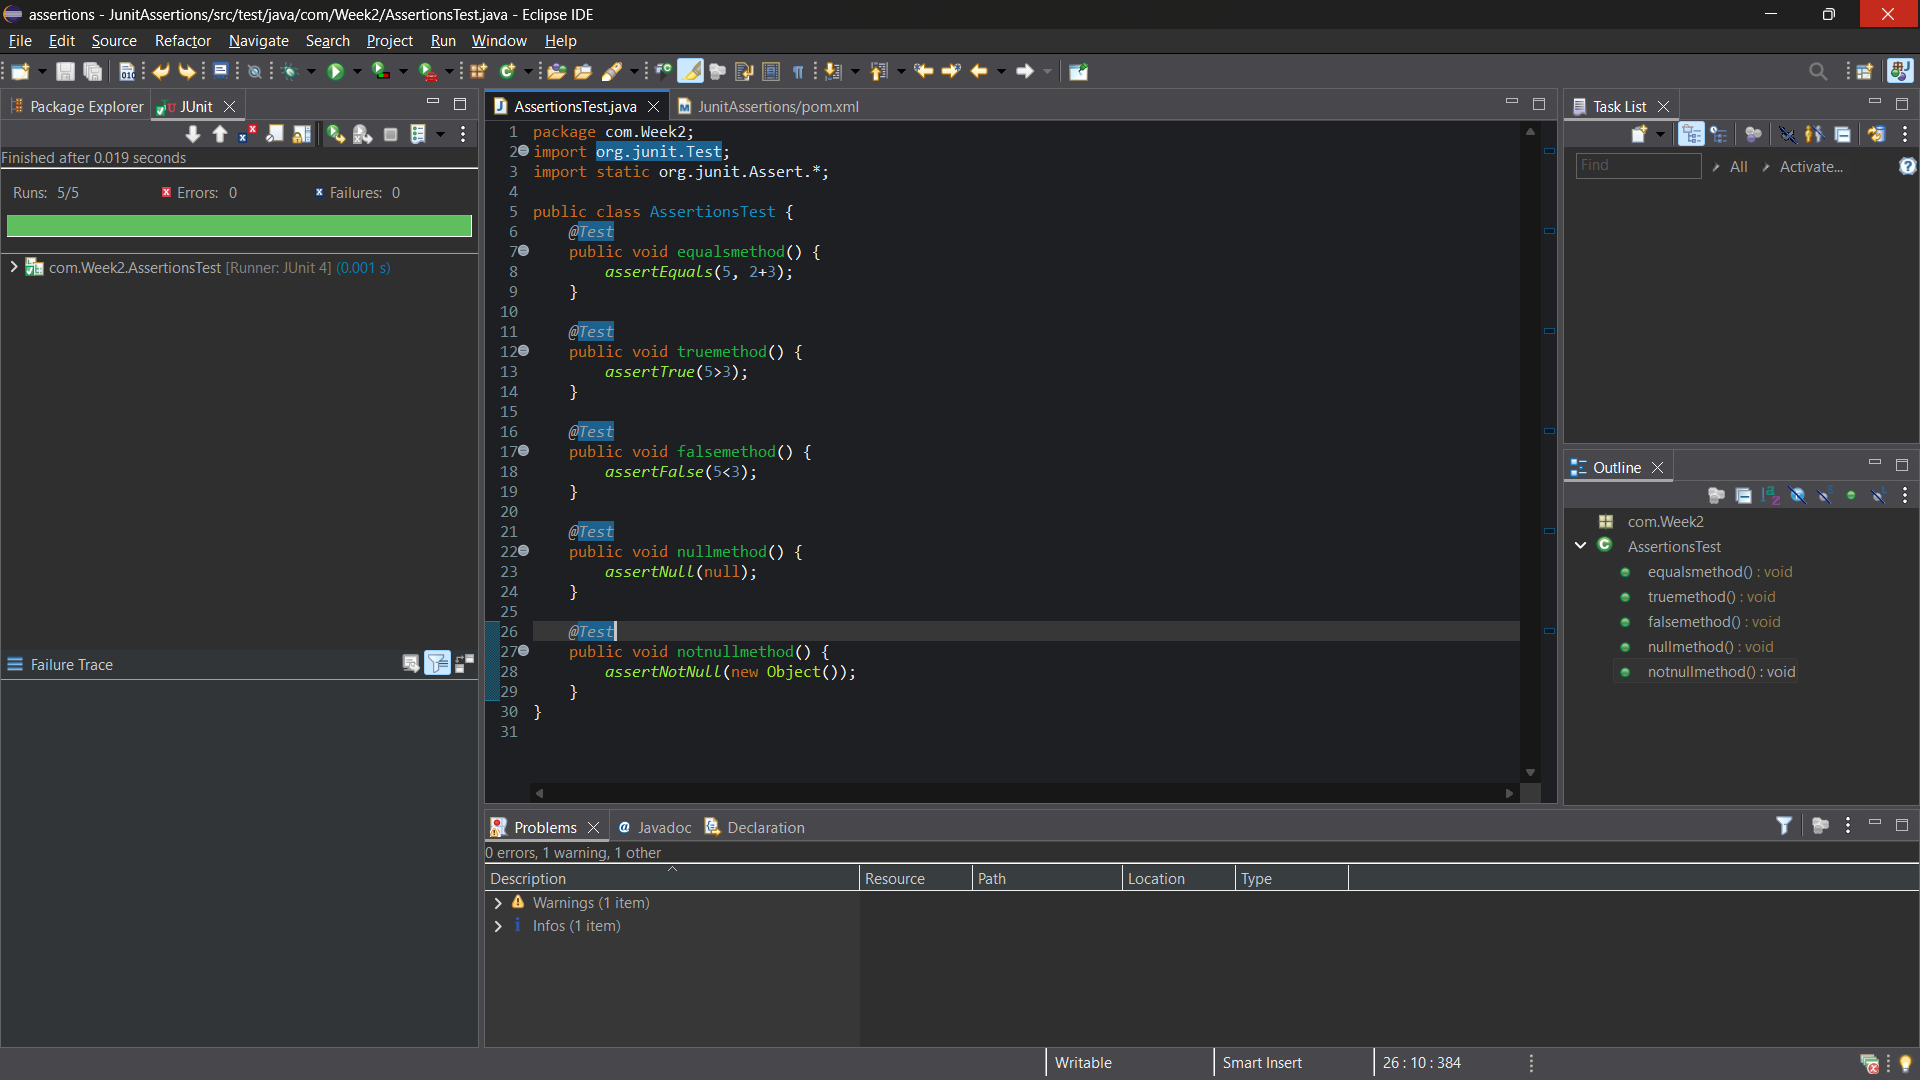 assertions - JunitAssertions/src/test/java/com/Week2/AssertionsTest.java - Eclipse IDE
File Edit Source Refactor Navigate Search Project Run Window Help
Package Explorer JUnit
Finished after 0.019 seconds
Runs: 5/5 Errors: 0 Failures: 0
com.Week2.AssertionsTest [Runner: JUnit 4] (0.001 s)
Failure Trace
AssertionsTest.java JunitAssertions/pom.xml
1 package com.Week2;
2 import org.junit.Test;
3 import static org.junit.Assert.*;
4
5 public class AssertionsTest {
6 @Test
7 public void equalsmethod() {
8 assertEquals(5, 2+3);
9 }
10
11 @Test
12 public void truemethod() {
13 assertTrue(5>3);
14 }
15
16 @Test
17 public void falsemethod() {
18 assertFalse(5<3);
19 }
20
21 @Test
22 public void nullmethod() {
23 assertNull(null);
24 }
25
26 @Test
27 public void notnullmethod() {
28 assertNotNull(new Object());
29 }
30 }
31
Task List
Find All Activate...
Outline
com.Week2
AssertionsTest
equalsmethod() : void
truemethod() : void
falsemethod() : void
nullmethod() : void
notnullmethod() : void
Problems @ Javadoc Declaration
0 errors, 1 warning, 1 other
Description Resource Path Location Type
Warnings (1 item)
Infos (1 item)
Writable Smart Insert 26 : 10 : 384